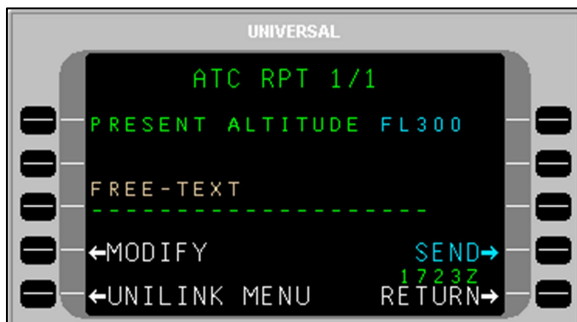 UNIVERSAL
ATC RPT 1/1
PRESENT ALTITUDE FL300
FREE-TEXT
--------------------
←MODIFY SEND→
1723Z
←UNILINK MENU RETURN→